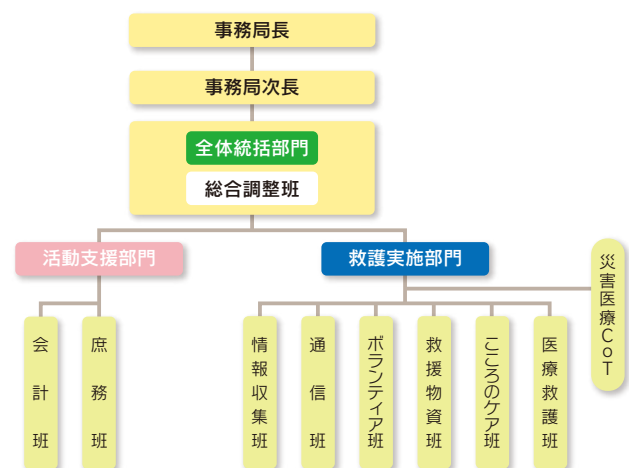 事務局長
事務局次長
全体統括部門
総合調整班
活動支援部門
救護実施部門
災害医療CoT
会計班
庶務班
情報収集班
通信班
ボランティア班
救援物資班
こころのケア班
医療救護班